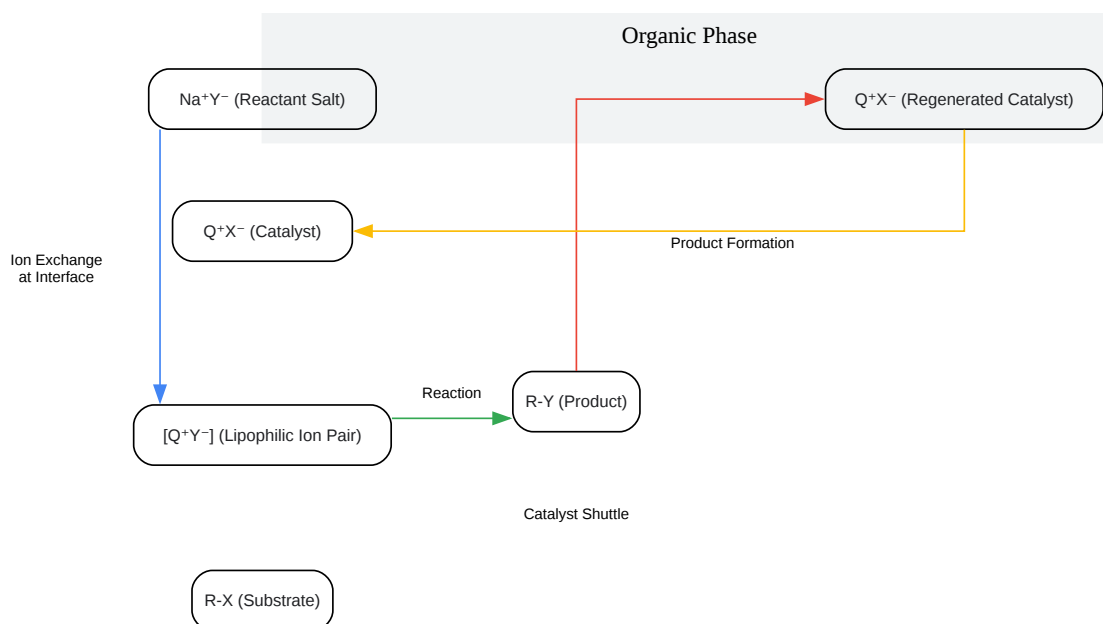 Organic Phase
Na⁺Y⁻ (Reactant Salt)
Q⁺X⁻ (Regenerated Catalyst)
Q⁺X⁻ (Catalyst)
Product Formation
Ion Exchange
at Interface
Reaction
R-Y (Product)
[Q⁺Y⁻] (Lipophilic Ion Pair)
Catalyst Shuttle
R-X (Substrate)